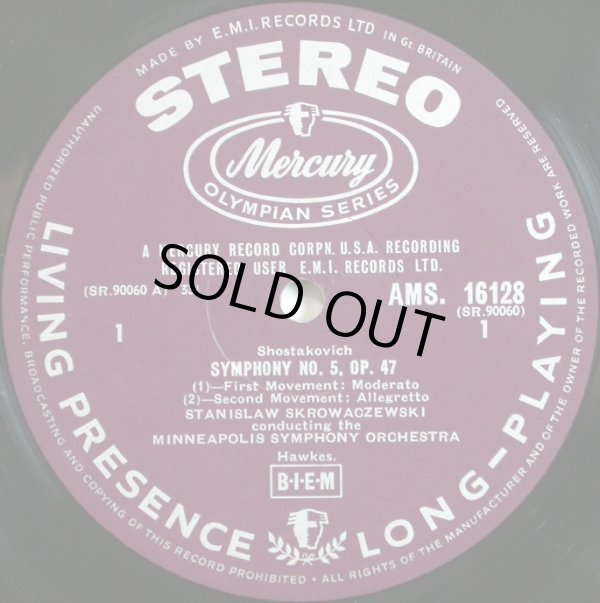 MADE BY E.M.I. RECORDS LTD IN Gt. BRITAIN
STEREO
Mercury
OLYMPIAN SERIES
A MERCURY RECORD CORPN. U.S.A. RECORDING
REGISTERED USER E.M.I. RECORDS LTD.
(SR.90060 A)
AMS. 16128
(SR.90060)
1
1
SOLD OUT
Shostakovich
SYMPHONY NO. 5, OP. 47
(1)—First Movement: Moderato
(2)—Second Movement: Allegretto
STANISLAW SKROWACZEWSKI
conducting the
MINNEAPOLIS SYMPHONY ORCHESTRA
Hawkes.
B·I·E·M
LIVING PRESENCE LONG—PLAYING
UNAUTHORIZED PUBLIC PERFORMANCE, BROADCASTING AND COPYING OF THIS RECORD PROHIBITED · ALL RIGHTS OF THE MANUFACTURER AND OF THE OWNER OF THE RECORDED WORK ARE RESERVED